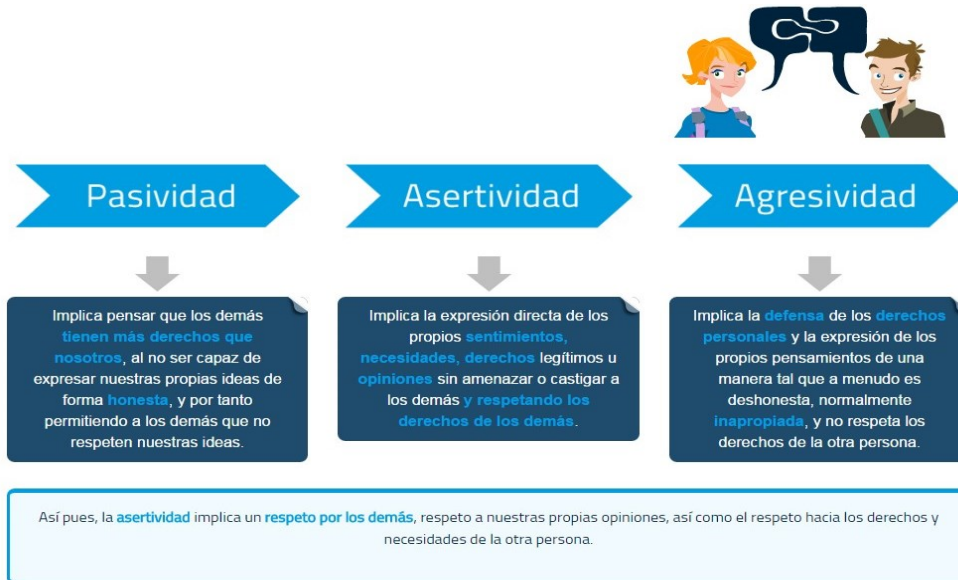 Pasividad
Implica pensar que los demás
tienen más derechos que
nosotros, al no ser capaz de
expresar nuestras propias ideas de
forma honesta, y por tanto
permitiendo a los demás que no
respeten nuestras ideas.
Asertividad
Implica la expresión directa de los
propios sentimientos,
necesidades, derechos legítimos u
opiniones sin amenazar o castigar a
los demás y respetando los
derechos de los demás.
Agresividad
Implica la defensa de los derechos
personales y la expresión de los
propios pensamientos de una
manera tal que a menudo es
deshonesta, normalmente
inapropiada, y no respeta los
derechos de la otra persona.
Así pues, la asertividad implica un respeto por los demás, respeto a nuestras propias opiniones, así como el respeto hacia los derechos y
necesidades de la otra persona.